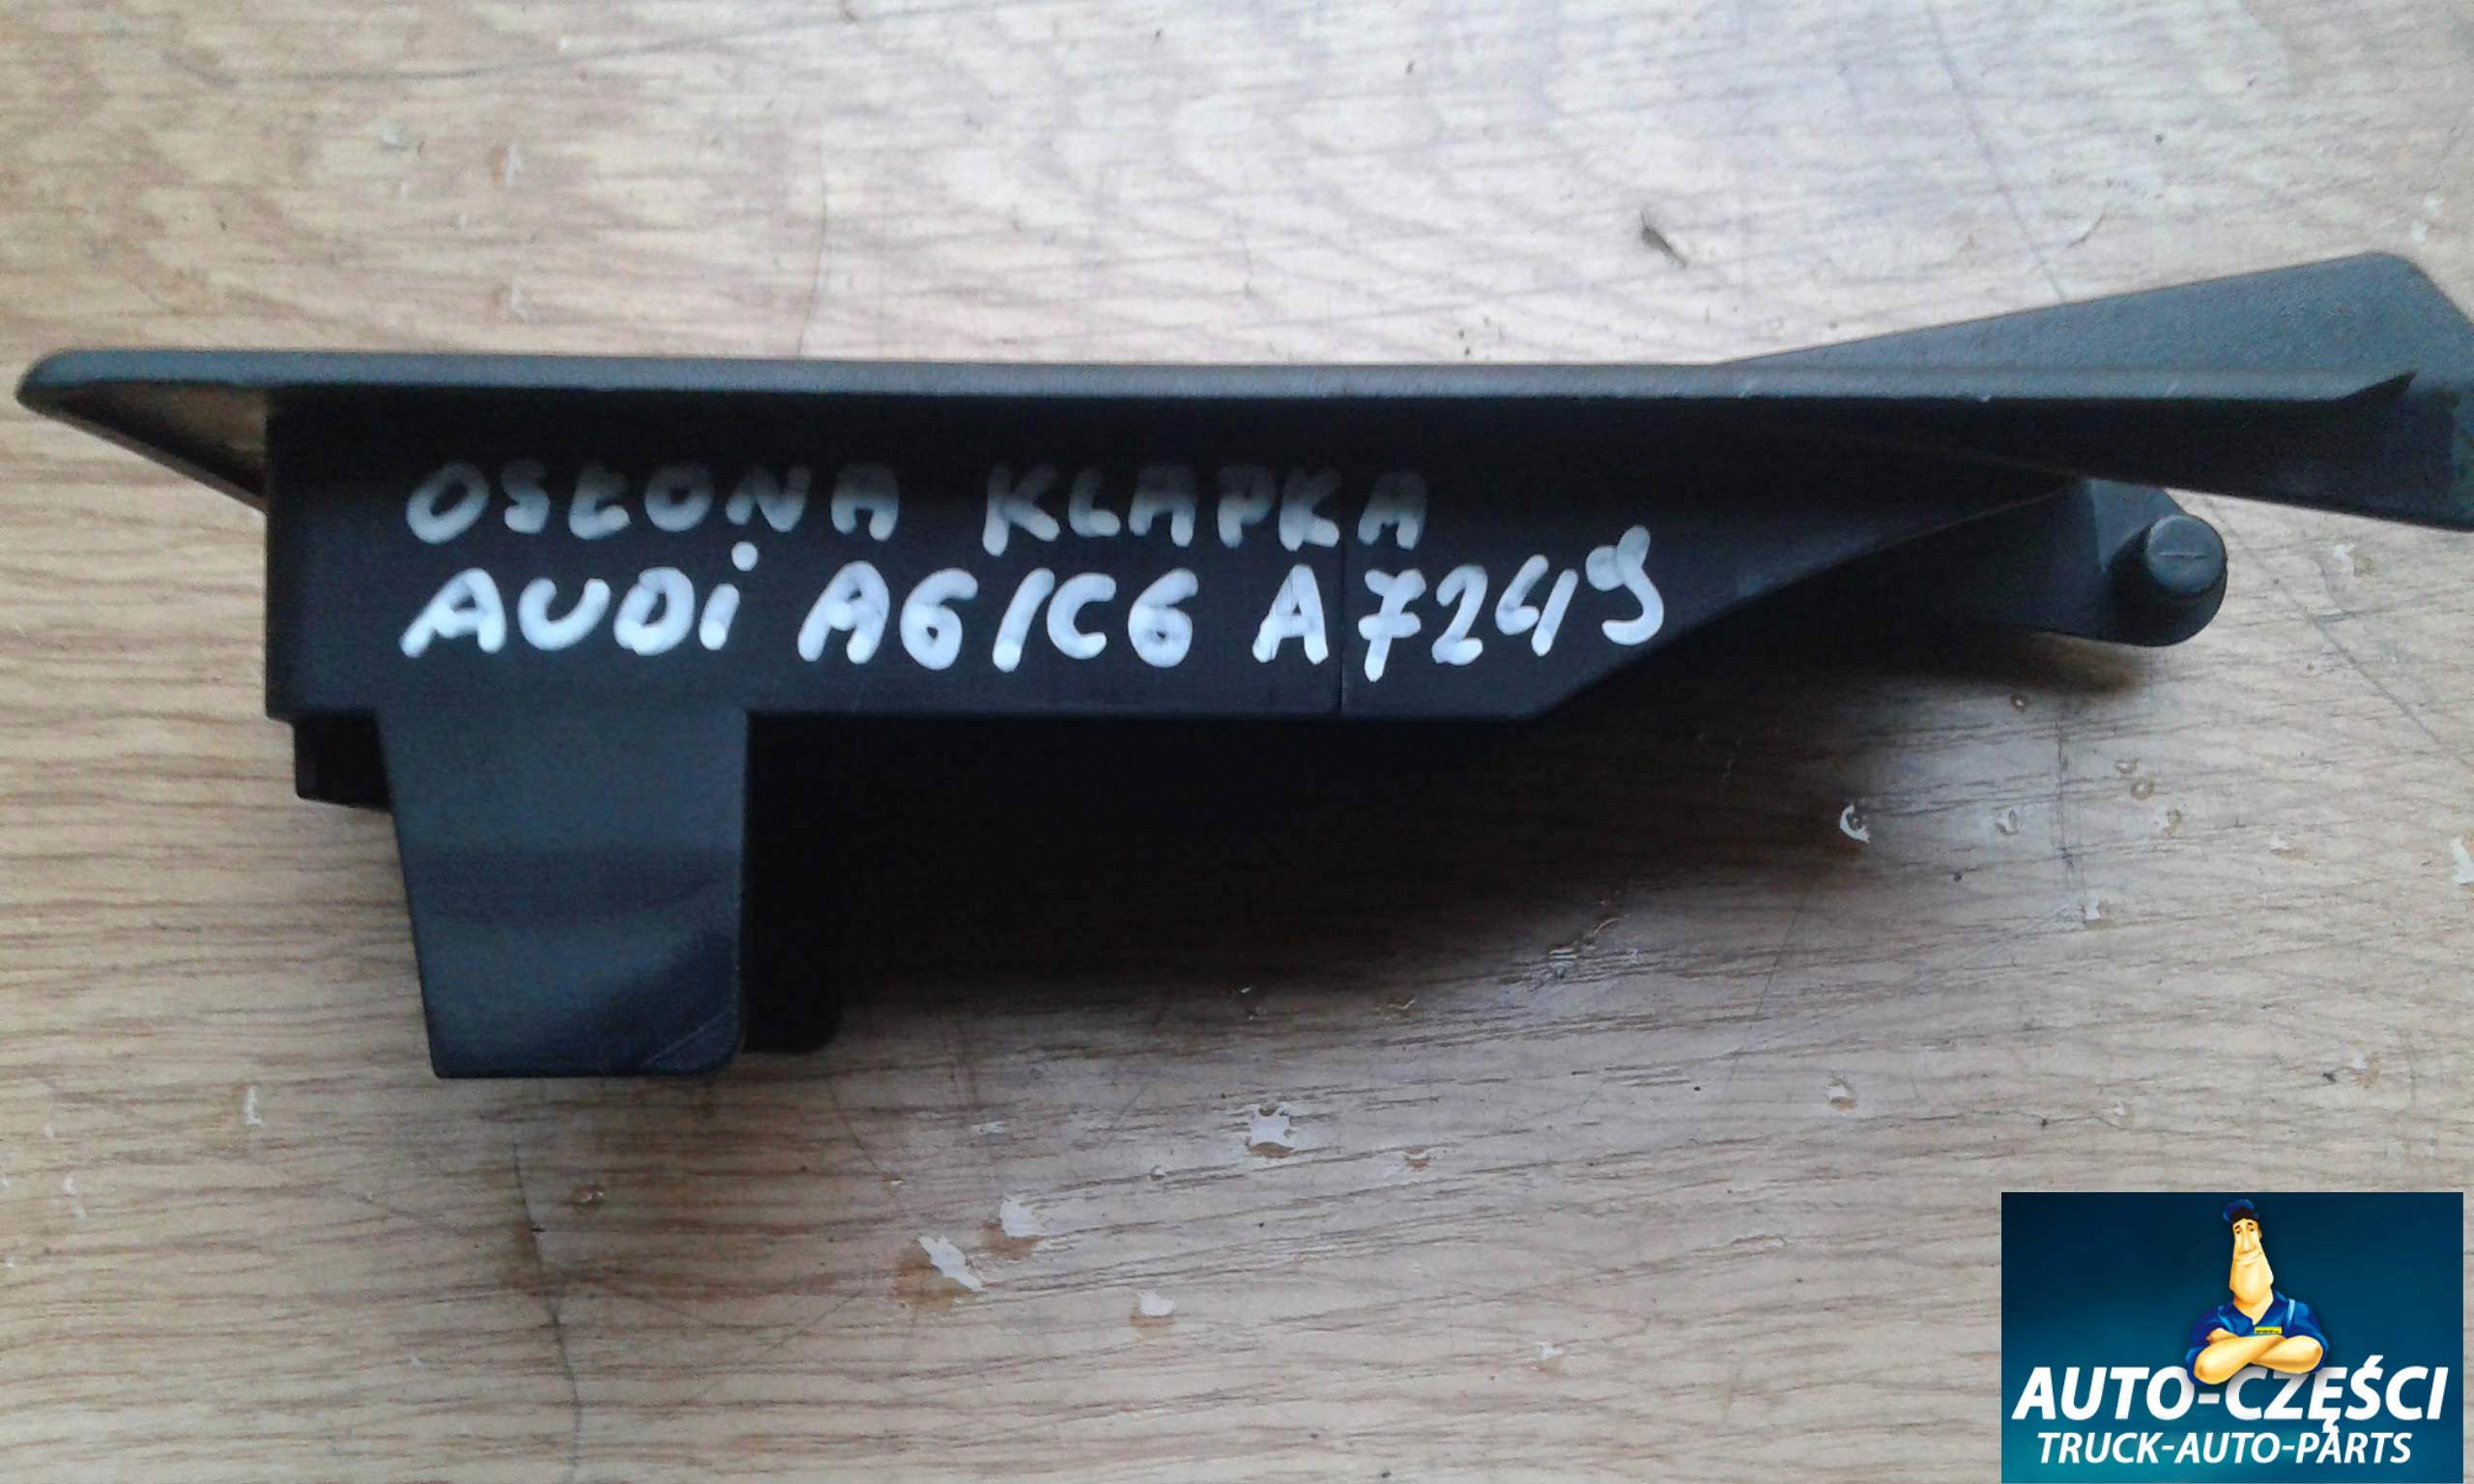 OSŁONA KLAPKA
AUDi A6/C6 A7249
AUTO-CZĘŚCI
TRUCK-AUTO-PARTS